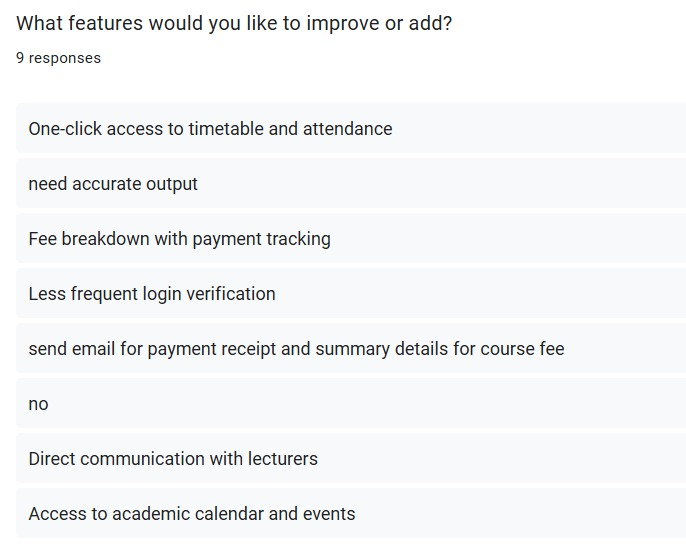 What features would you like to improve or add?
9 responses
One-click access to timetable and attendance
need accurate output
Fee breakdown with payment tracking
Less frequent login verification
send email for payment receipt and summary details for course fee
no
Direct communication with lecturers
Access to academic calendar and events